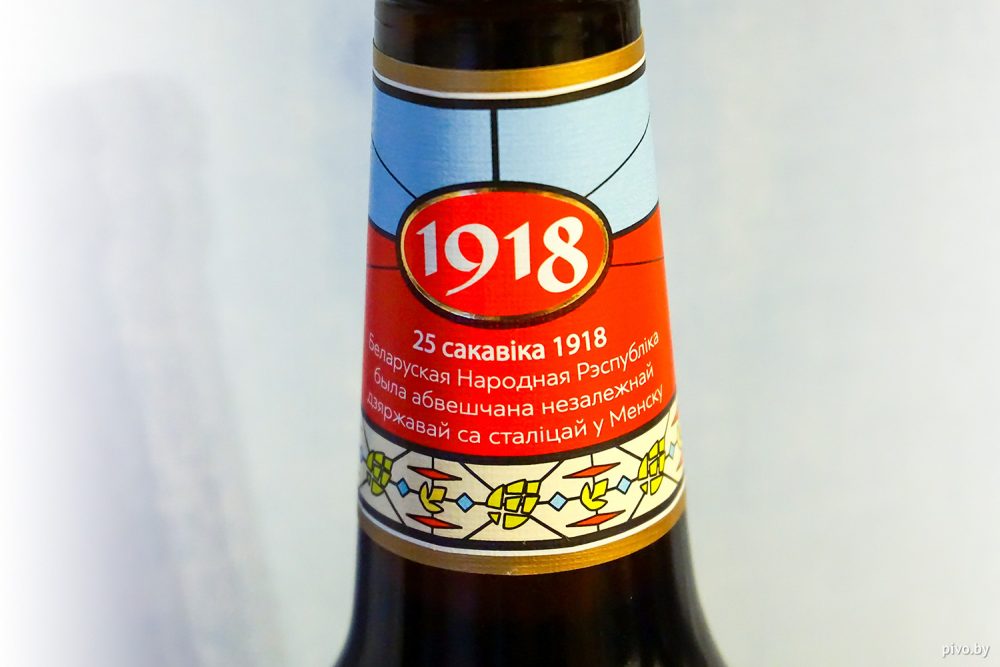 1918
25 сакавіка 1918
Беларуская Народная Рэспубліка
была абвешчана незалежнай
дзяржавай са сталіцай у Менску
pivo.by